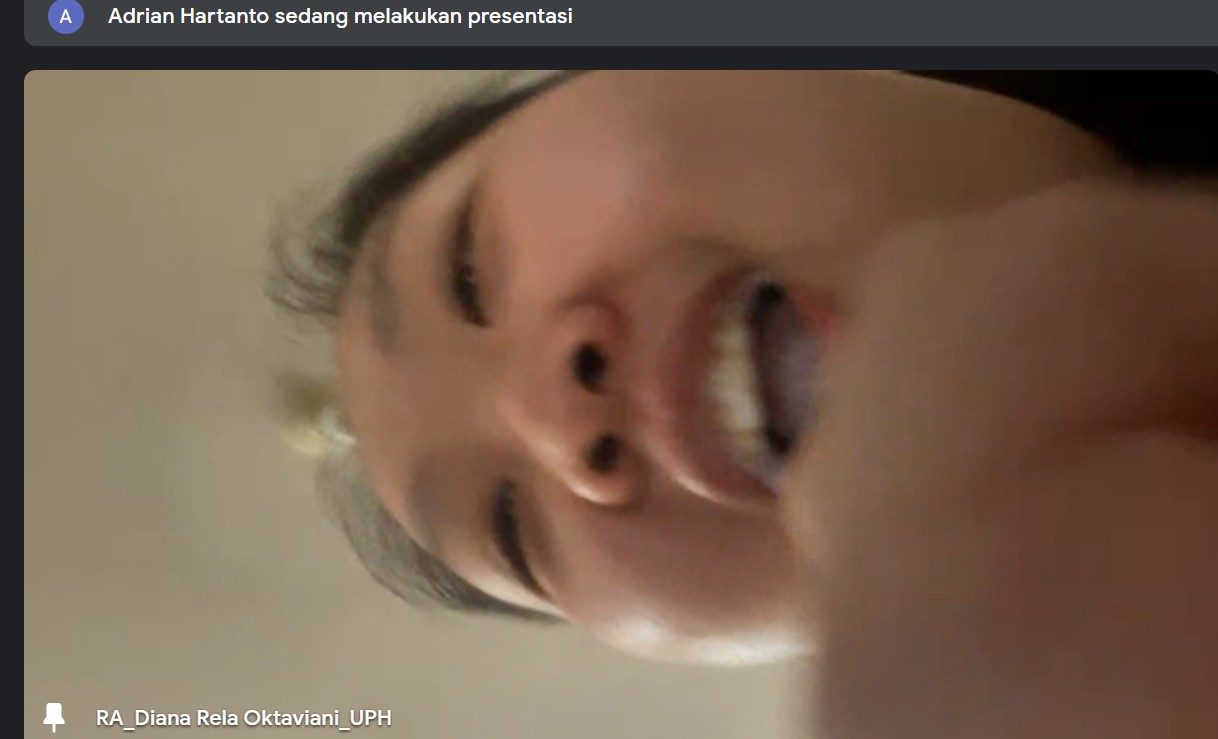 A
Adrian Hartanto sedang melakukan presentasi
RA_Diana Rela Oktaviani_UPH